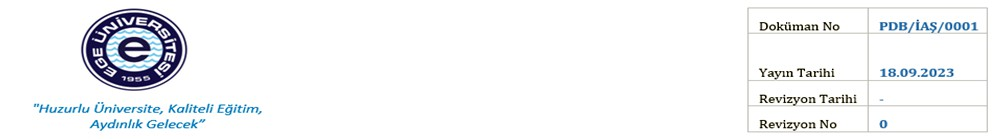 EGE ÜNİVERSİTESİ
e
1955
"Huzurlu Üniversite, Kaliteli Eğitim,
Aydınlık Gelecek”
Doküman No PDB/İAŞ/0001
Yayın Tarihi 18.09.2023
Revizyon Tarihi -
Revizyon No 0